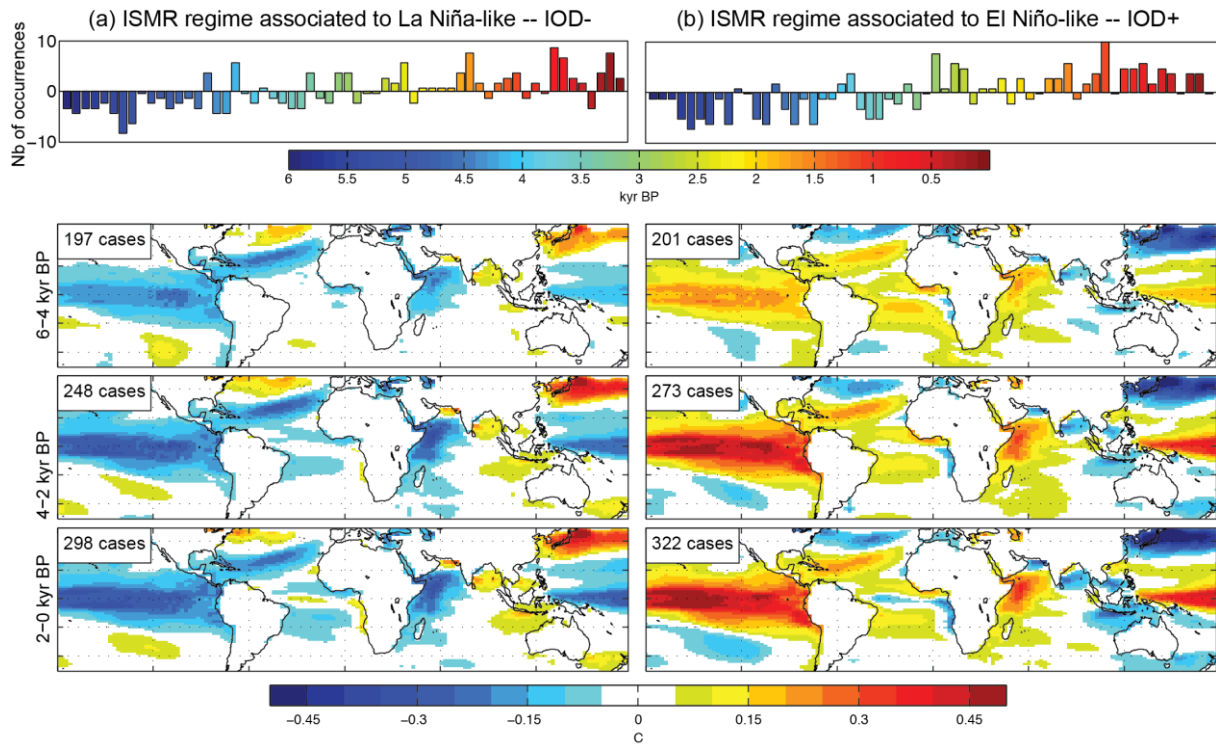 (a) ISMR regime associated to La Niña-like -- IOD-
(b) ISMR regime associated to El Niño-like -- IOD+
Nb of occurrences
10
0
−10
6 5.5 5 4.5 4 3.5 3 2.5 2 1.5 1 0.5
kyr BP
6−4 kyr BP
197 cases
201 cases
4−2 kyr BP
248 cases
273 cases
2−0 kyr BP
298 cases
322 cases
−0.45 −0.3 −0.15 0 0.15 0.3 0.45
C